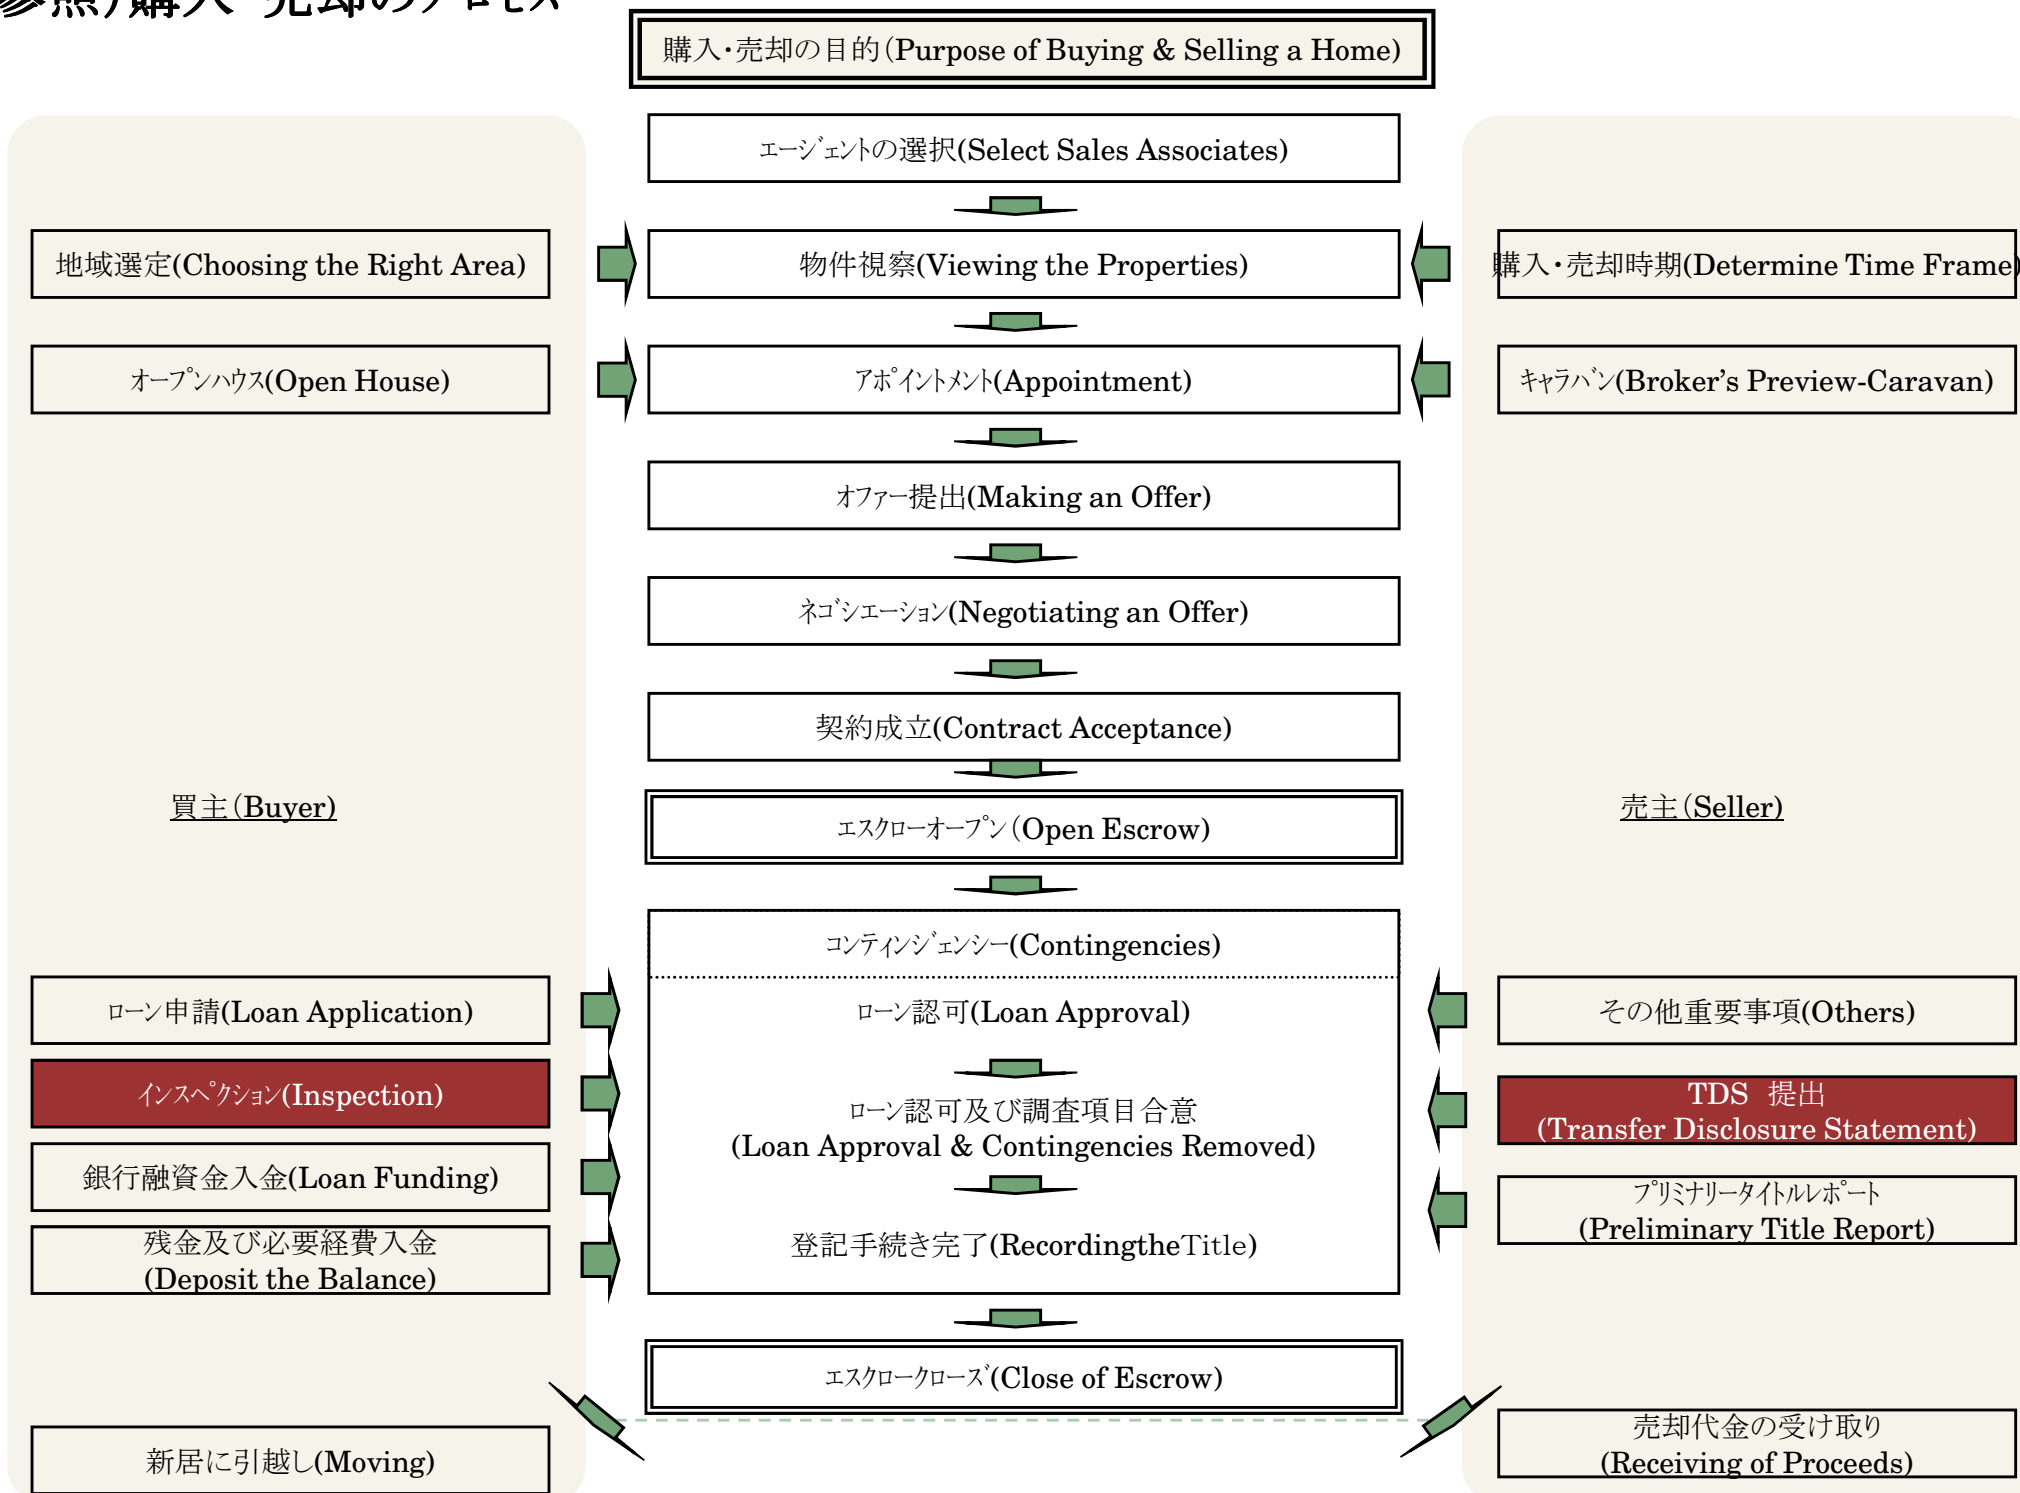 参照)購入・売却のプロセス
購入・売却の目的(Purpose of Buying & Selling a Home)
エージェントの選択(Select Sales Associates)
地域選定(Choosing the Right Area)
物件視察(Viewing the Properties)
購入・売却時期(Determine Time Frame)
オープンハウス(Open House)
アポイントメント(Appointment)
キャラバン(Broker’s Preview-Caravan)
オファー提出(Making an Offer)
ネゴシエーション(Negotiating an Offer)
契約成立(Contract Acceptance)
買主(Buyer)
エスクローオープン(Open Escrow)
売主(Seller)
コンティンジェンシー(Contingencies)
ローン申請(Loan Application)
ローン認可(Loan Approval)
その他重要事項(Others)
インスペクション(Inspection)
ローン認可及び調査項目合意
(Loan Approval & Contingencies Removed)
TDS 提出
(Transfer Disclosure Statement)
銀行融資金入金(Loan Funding)
プリミナリータイトルレポート
(Preliminary Title Report)
残金及び必要経費入金
(Deposit the Balance)
登記手続き完了(RecordingtheTitle)
エスクロークローズ(Close of Escrow)
新居に引越し(Moving)
売却代金の受け取り
(Receiving of Proceeds)